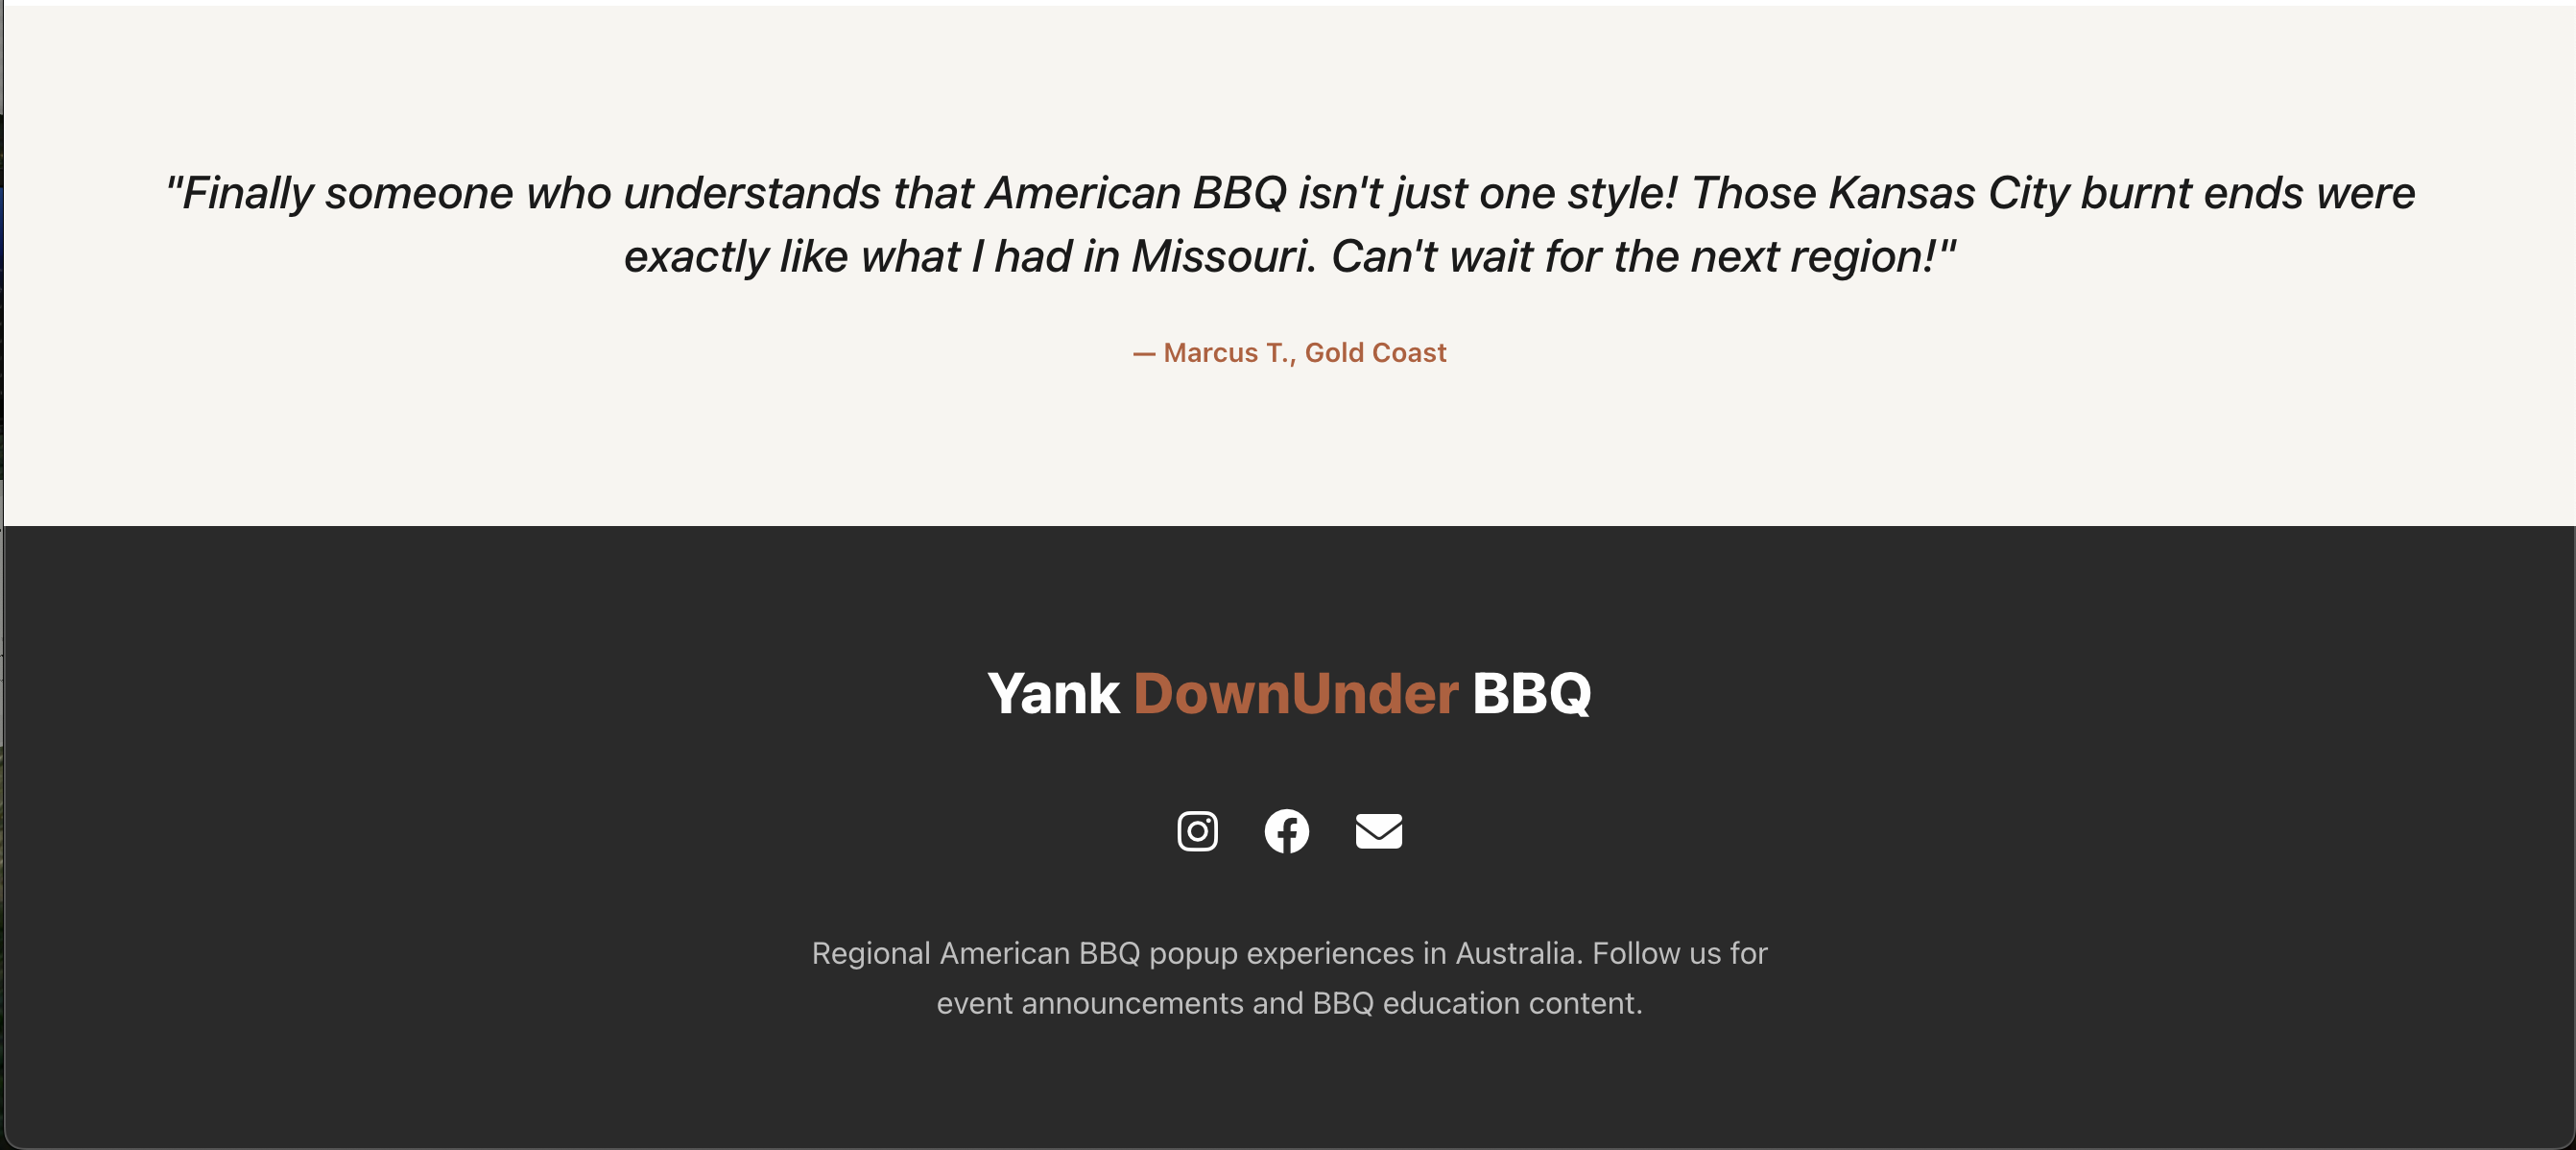 "Finally someone who understands that American BBQ isn't just one style! Those Kansas City burnt ends were
exactly like what I had in Missouri. Can't wait for the next region!"
— Marcus T., Gold Coast
Yank DownUnder BBQ
Regional American BBQ popup experiences in Australia. Follow us for
event announcements and BBQ education content.